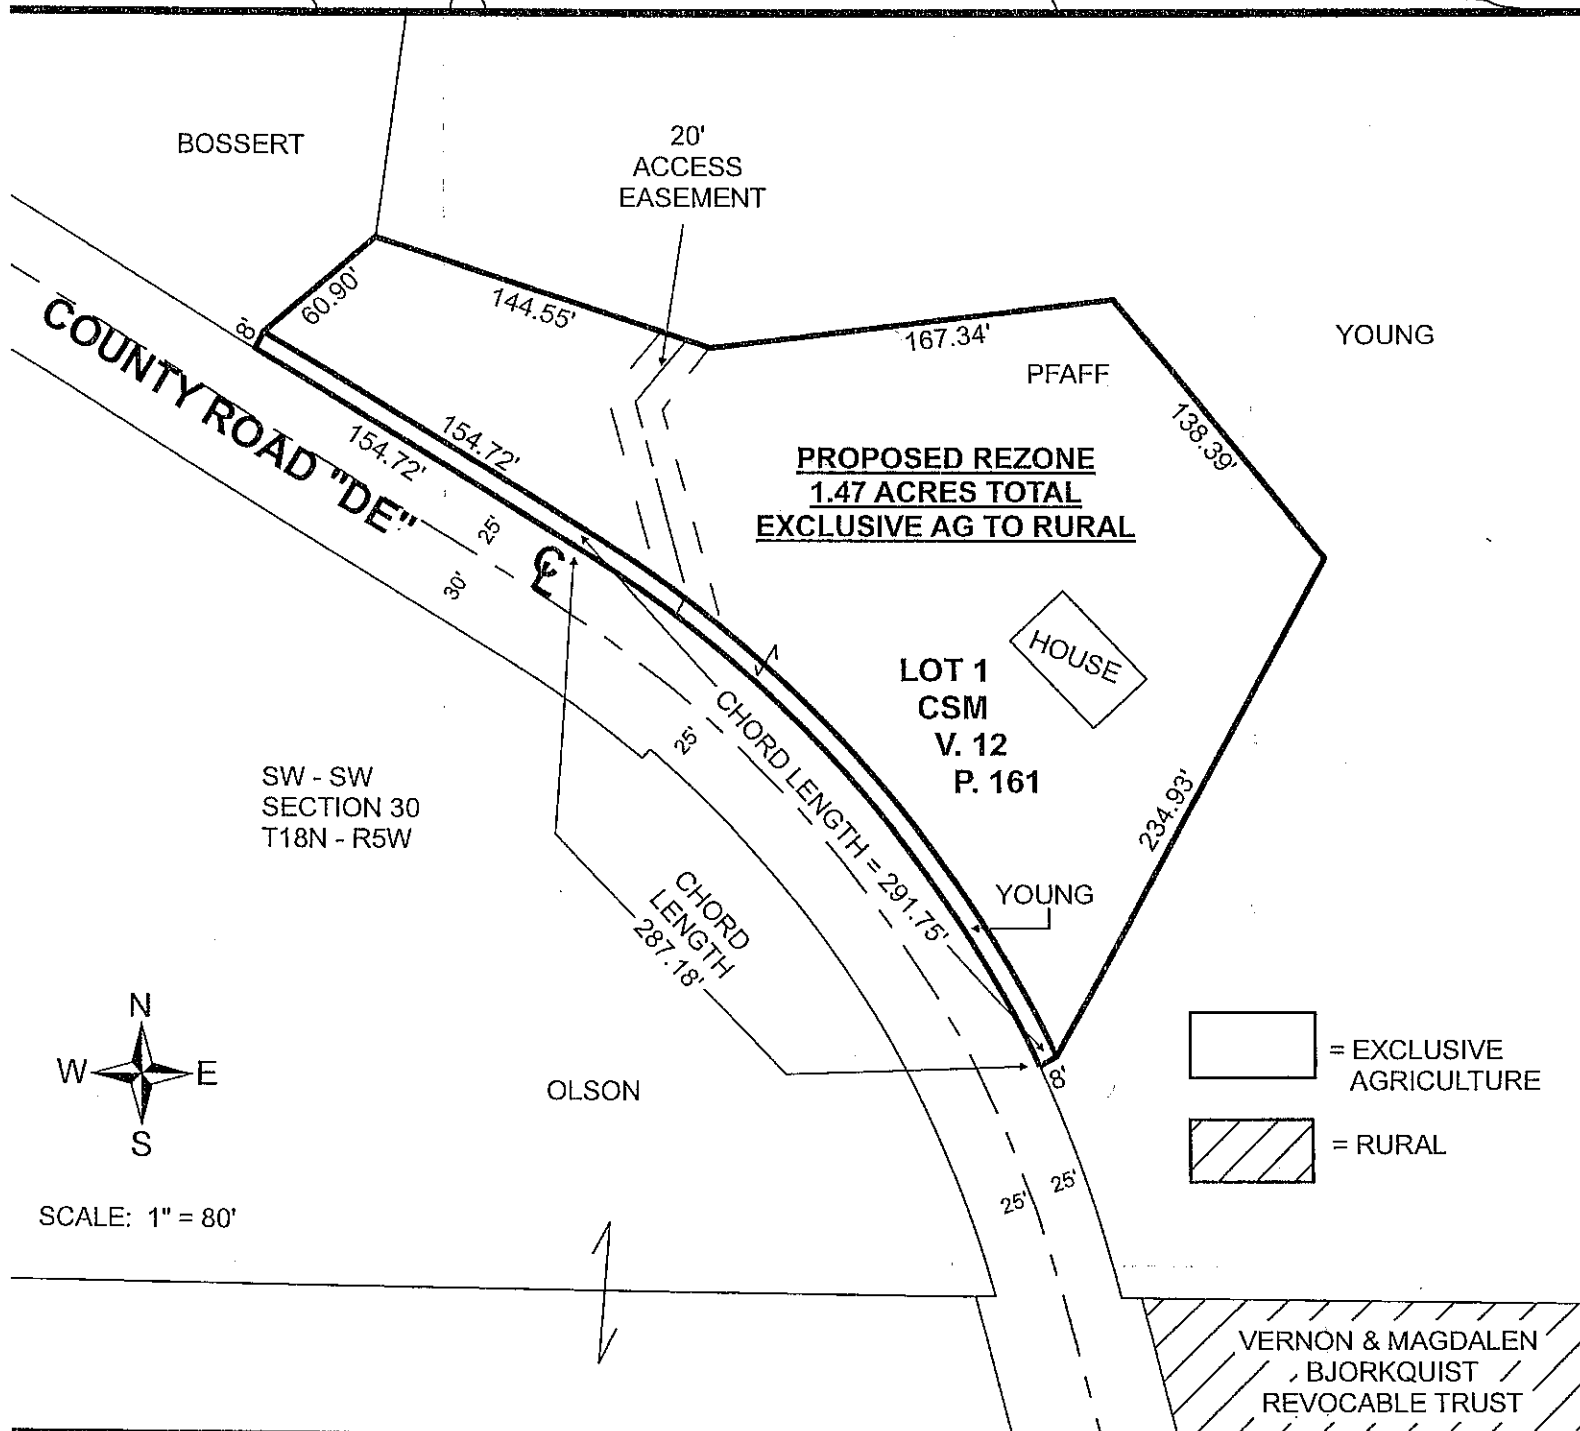 BOSSERT
20'
ACCESS
EASEMENT
60.90'
144.55'
167.34'
YOUNG
PFAFF
138.39'
8'
COUNTY ROAD "DE"
154.72'
154.72'
PROPOSED REZONE
1.47 ACRES TOTAL
EXCLUSIVE AG TO RURAL
25'
30'
CL
HOUSE
LOT 1
CSM
V. 12
P. 161
25'
CHORD LENGTH = 291.75'
SW - SW
SECTION 30
T18N - R5W
234.93'
CHORD
LENGTH
287.18'
YOUNG
N
W E
S
OLSON
8'
= EXCLUSIVE
AGRICULTURE
= RURAL
25'
25'
SCALE: 1" = 80'
VERNON & MAGDALEN
BJORKQUIST
REVOCABLE TRUST